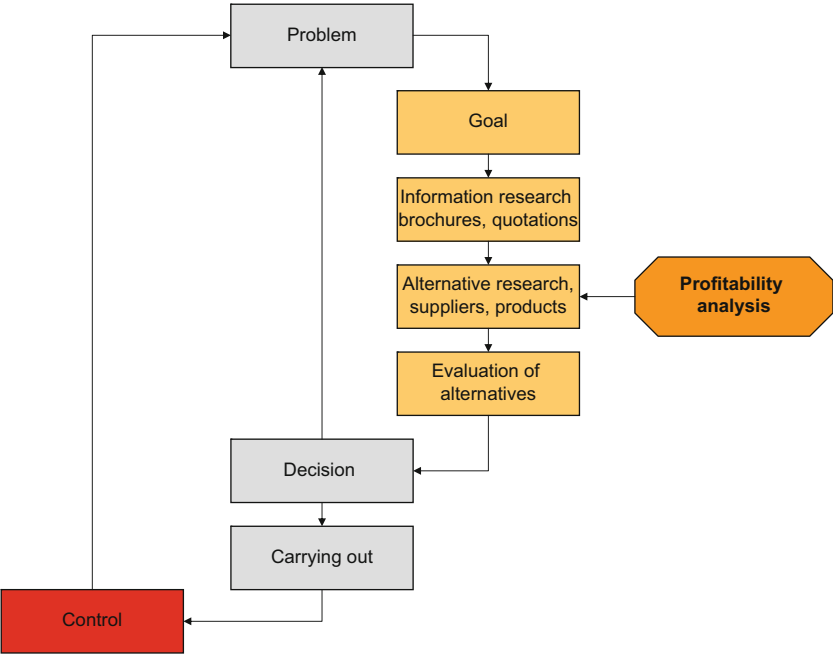 Problem
Goal
Information research
brochures, quotations
Alternative research,
suppliers, products
Profitability
analysis
Evaluation of
alternatives
Decision
Carrying out
Control